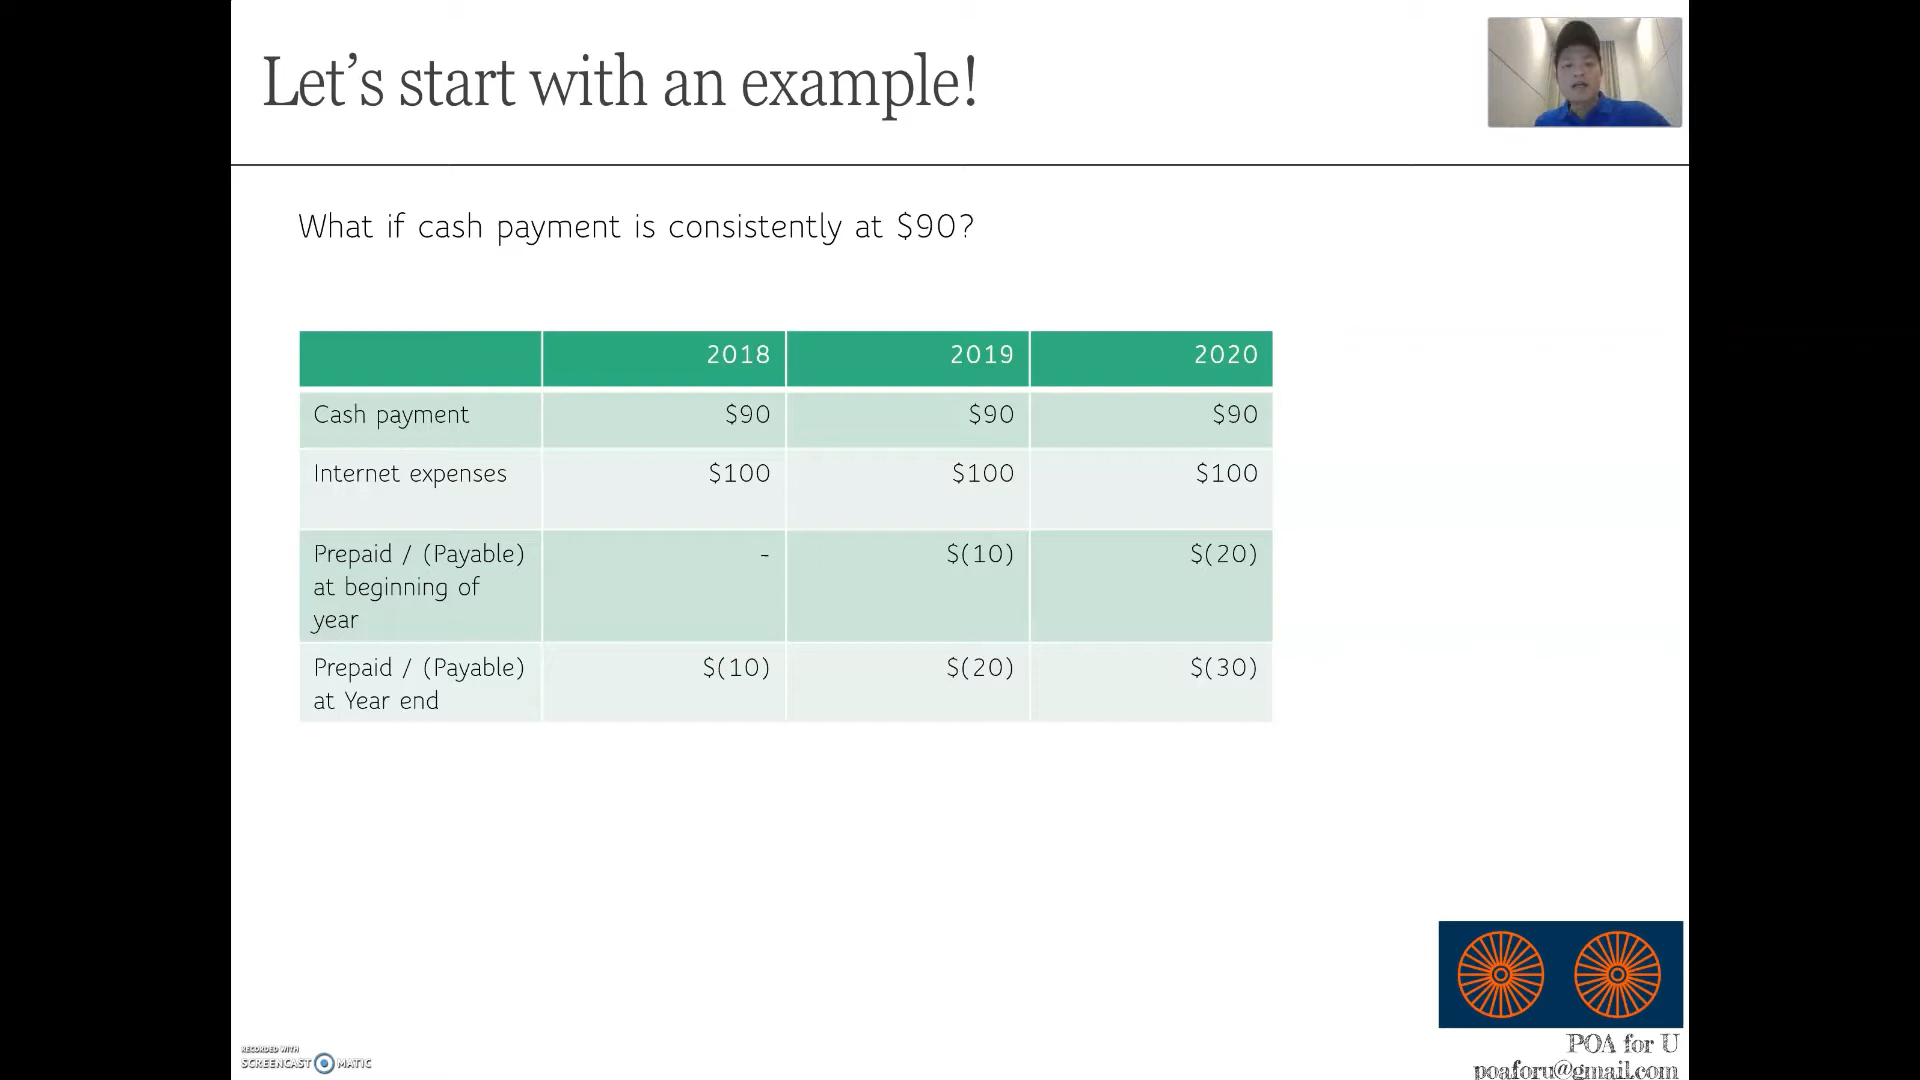 Let's start with an example!
What if cash payment is consistently at $90?
2018 2019 2020
Cash payment $90 $90 $90
Internet expenses $100 $100 $100
Prepaid / (Payable) - $(10) $(20)
at beginning of
year
Prepaid / (Payable) $(10) $(20) $(30)
at Year end
RECORDED WITH
SCREENCAST MATIC
POA for U
poaforu@gmail.com